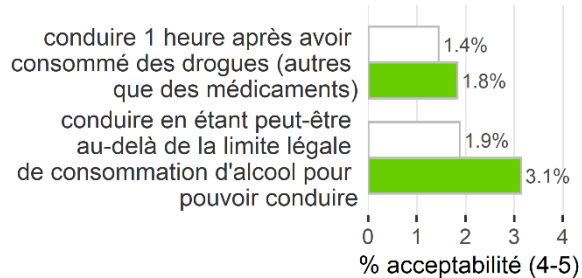 conduire 1 heure après avoir
consommé des drogues (autres
que des médicaments)
1.4%
1.8%
conduire en étant peut-être
au-delà de la limite légale
de consommation d'alcool pour
pouvoir conduire
1.9%
3.1%
0 1 2 3 4
% acceptabilité (4-5)